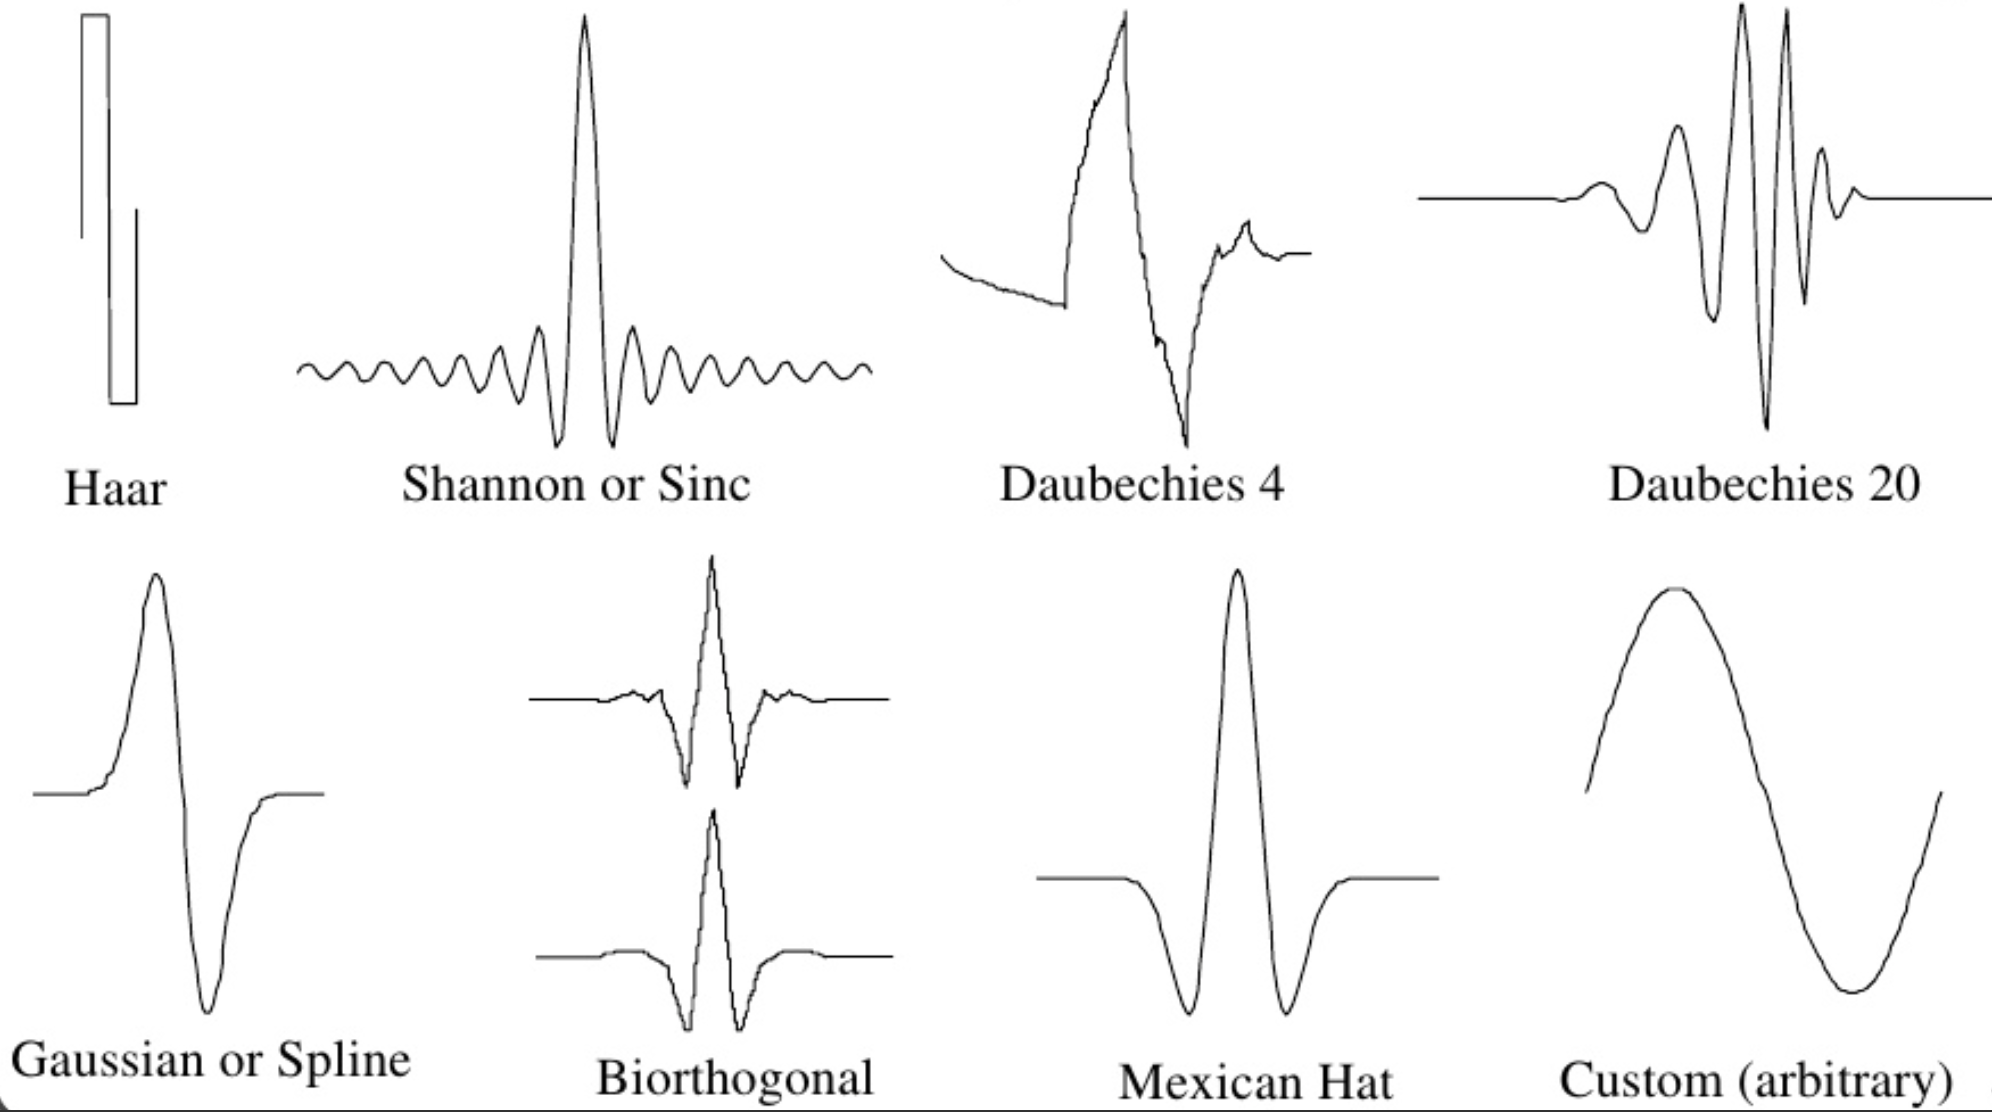 Haar
Shannon or Sinc
Daubechies 4
Daubechies 20
Gaussian or Spline
Biorthogonal
Mexican Hat
Custom (arbitrary)